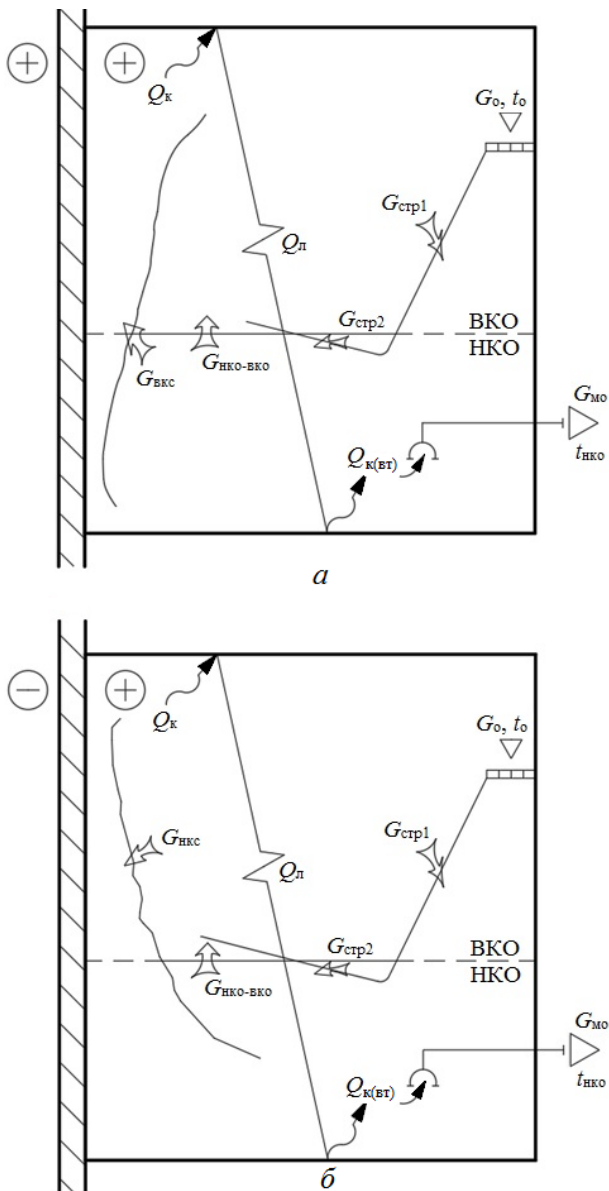 Qк
Gо, tо
Gстр1
Qл
Gстр2
ВКО
НКО
Gвкс
Gнко-вко
Gмо
Qк(вт)
tнко
а
Qк
Gо, tо
Gстр1
Gнкс
Qл
Gстр2
ВКО
НКО
Gнко-вко
Gмо
Qк(вт)
tнко
б